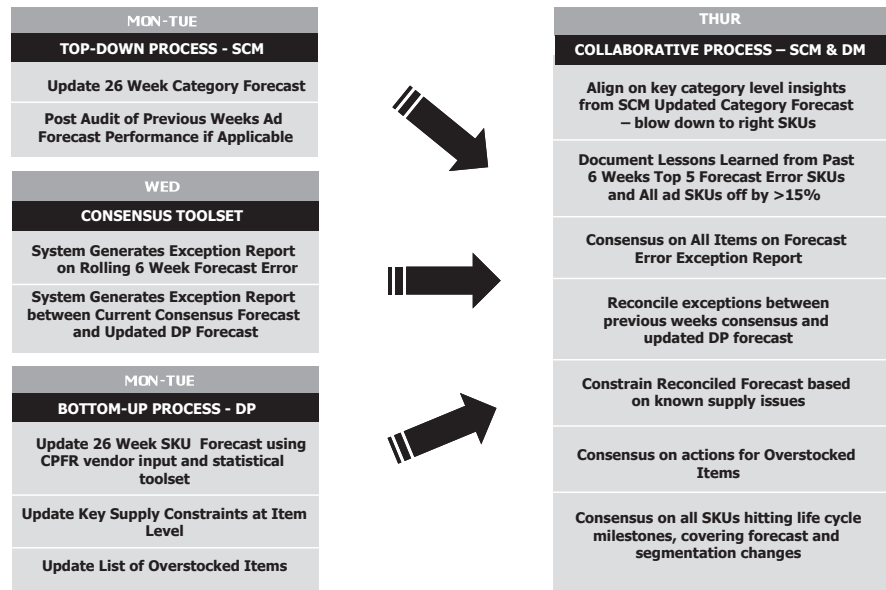 MON-TUE
TOP-DOWN PROCESS - SCM
Update 26 Week Category Forecast
Post Audit of Previous Weeks Ad
Forecast Performance if Applicable
WED
CONSENSUS TOOLSET
System Generates Exception Report
on Rolling 6 Week Forecast Error
System Generates Exception Report
between Current Consensus Forecast
and Updated DP Forecast
MON-TUE
BOTTOM-UP PROCESS - DP
Update 26 Week SKU Forecast using
CPFR vendor input and statistical
toolset
Update Key Supply Constraints at Item
Level
Update List of Overstocked Items
THUR
COLLABORATIVE PROCESS – SCM & DM
Align on key category level insights
from SCM Updated Category Forecast
– blow down to right SKUs
Document Lessons Learned from Past
6 Weeks Top 5 Forecast Error SKUs
and All ad SKUs off by >15%
Consensus on All Items on Forecast
Error Exception Report
Reconcile exceptions between
previous weeks consensus and
updated DP forecast
Constrain Reconciled Forecast based
on known supply issues
Consensus on actions for Overstocked
Items
Consensus on all SKUs hitting life cycle
milestones, covering forecast and
segmentation changes